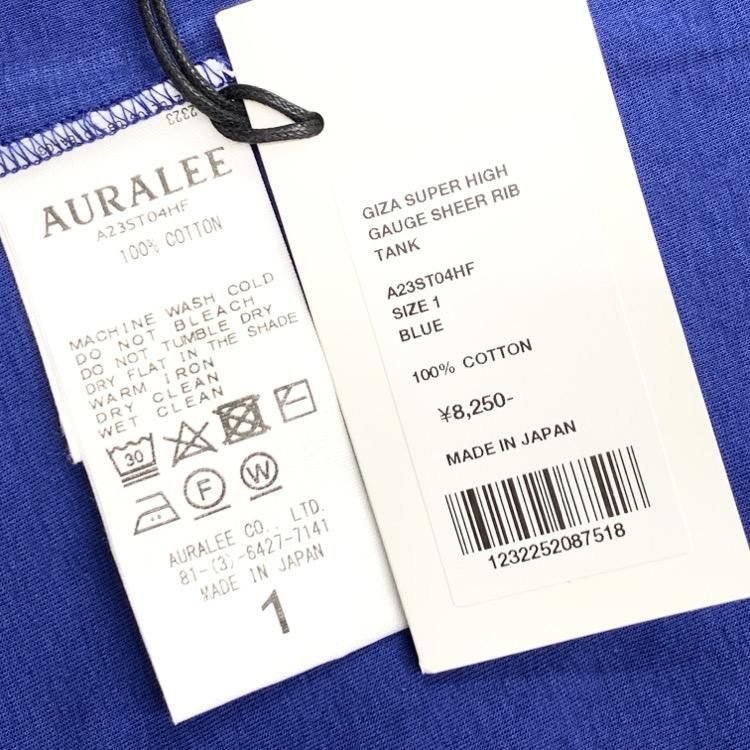 2323
AURALEE
A23ST04HF
100% COTTON
MACHINE WASH COLD
DO NOT BLEACH
DO NOT TUMBLE DRY
DRY FLAT IN THE SHADE
WARM IRON
DRY CLEAN
WET CLEAN
30
F
W
AURALEE CO., LTD.
81-(3)-6427-7141
MADE IN JAPAN
1
GIZA SUPER HIGH
GAUGE SHEER RIB
TANK
A23ST04HF
SIZE 1
BLUE
100% COTTON
¥8,250-
MADE IN JAPAN
1232252087518